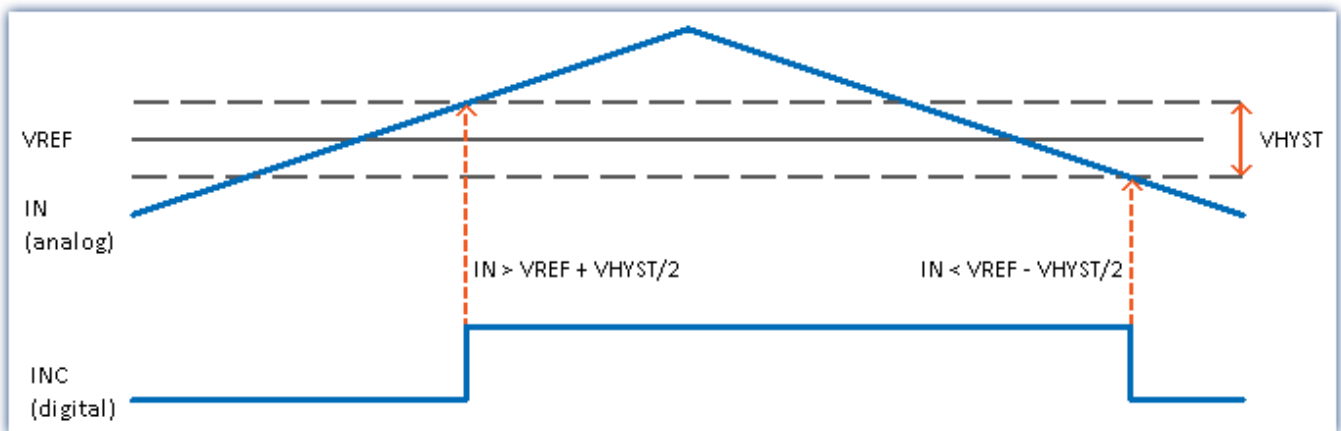 VREF
VHYST
IN
(analog)
IN > VREF + VHYST/2
IN < VREF - VHYST/2
INC
(digital)